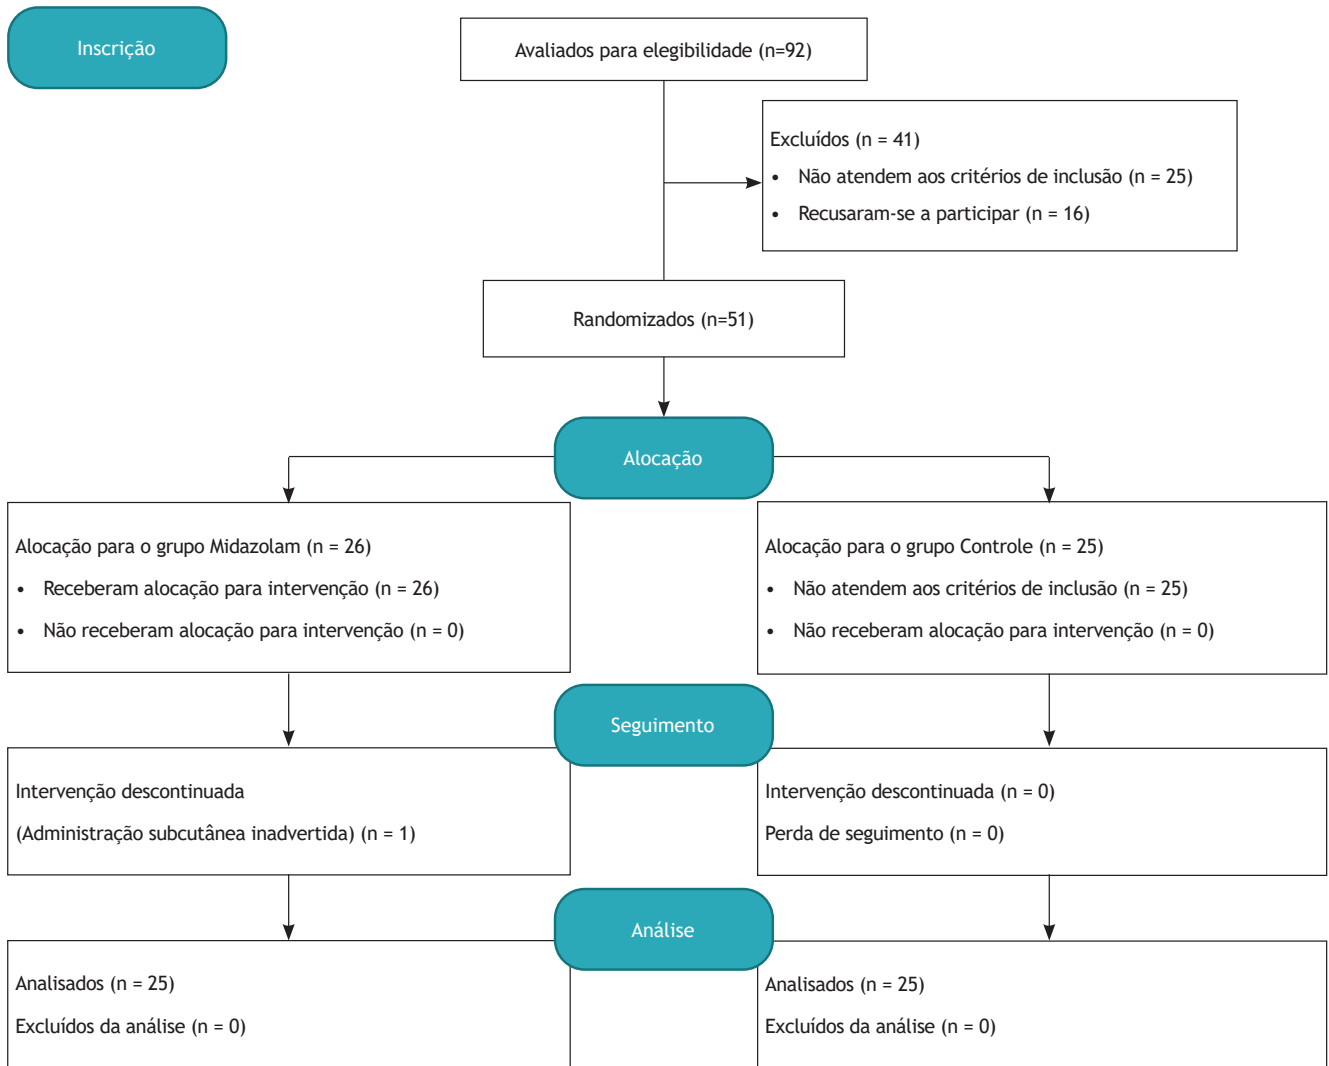 Inscrição
Avaliados para elegibilidade (n=92)
Excluídos (n = 41)
• Não atendem aos critérios de inclusão (n = 25)
• Recusaram-se a participar (n = 16)
Randomizados (n=51)
Alocação
Alocação para o grupo Midazolam (n = 26)
• Receberam alocação para intervenção (n = 26)
• Não receberam alocação para intervenção (n = 0)
Alocação para o grupo Controle (n = 25)
• Não atendem aos critérios de inclusão (n = 25)
• Não receberam alocação para intervenção (n = 0)
Seguimento
Intervenção descontinuada
(Administração subcutânea inadvertida) (n = 1)
Intervenção descontinuada (n = 0)
Perda de seguimento (n = 0)
Análise
Analisados (n = 25)
Excluídos da análise (n = 0)
Analisados (n = 25)
Excluídos da análise (n = 0)